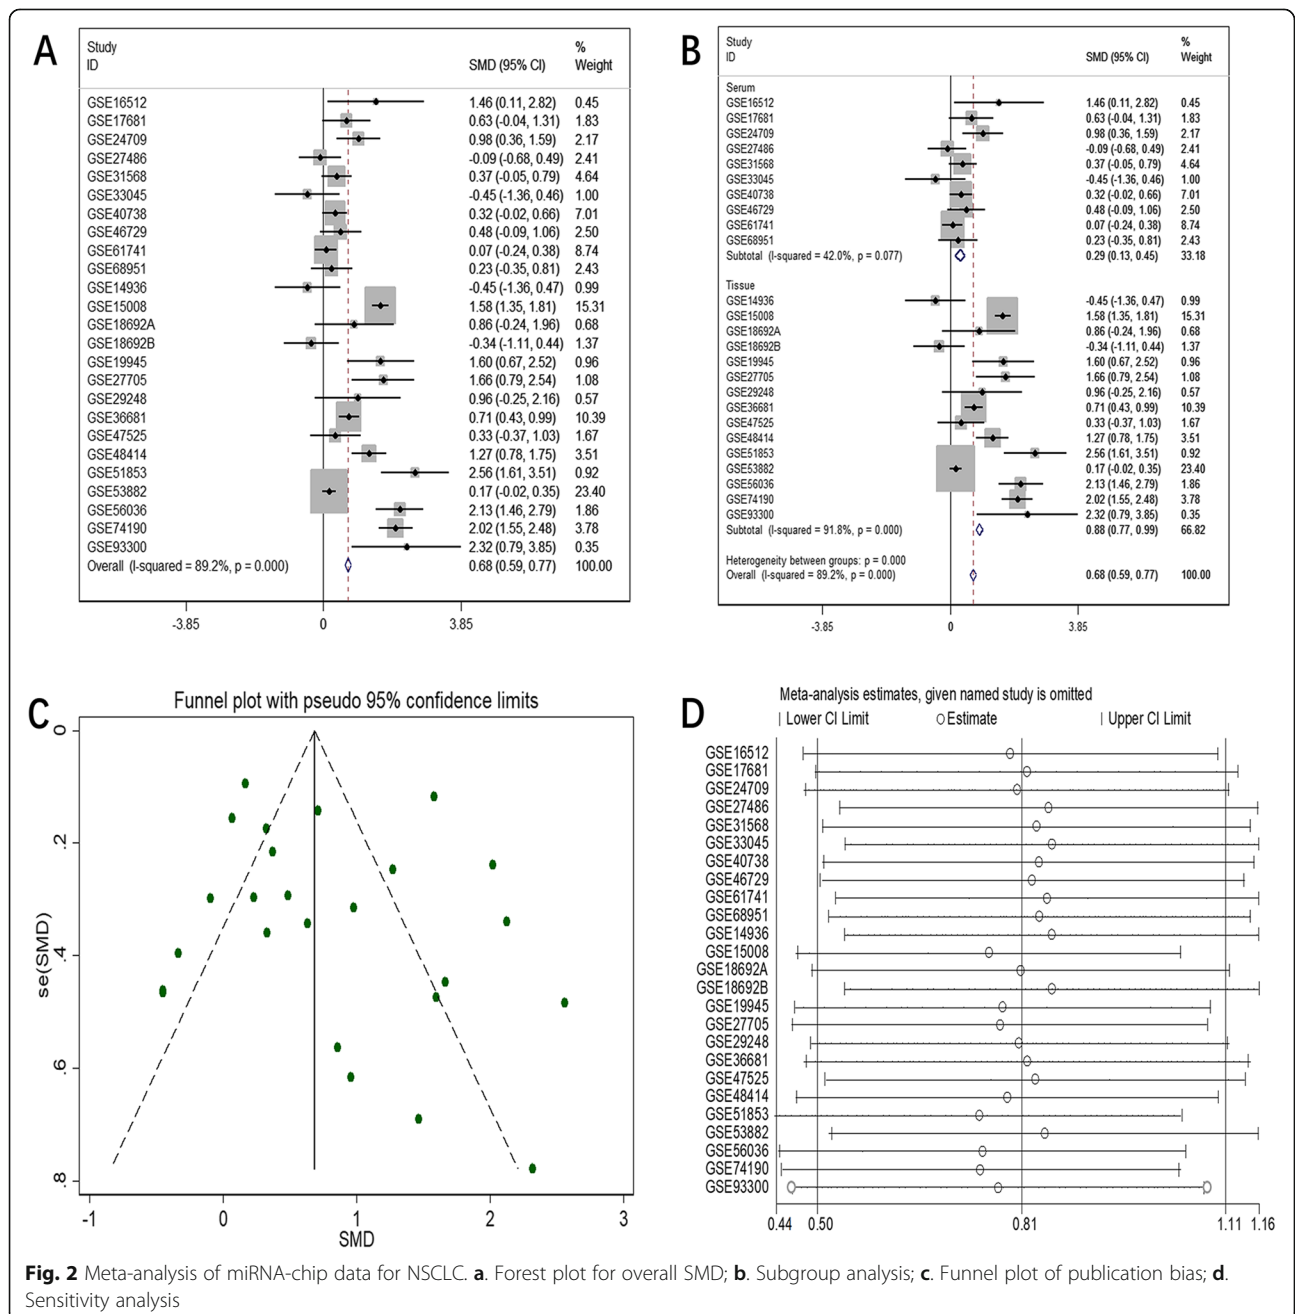 A
Study
ID
SMD (95% CI)
%
Weight
GSE16512 1.46 (0.11, 2.82) 0.45
GSE17681 0.63 (-0.04, 1.31) 1.83
GSE24709 0.98 (0.36, 1.59) 2.17
GSE27486 -0.09 (-0.68, 0.49) 2.41
GSE31568 0.37 (-0.05, 0.79) 4.64
GSE33045 -0.45 (-1.36, 0.46) 1.00
GSE40738 0.32 (-0.02, 0.66) 7.01
GSE46729 0.48 (-0.09, 1.06) 2.50
GSE61741 0.07 (-0.24, 0.38) 8.74
GSE68951 0.23 (-0.35, 0.81) 2.43
GSE14936 -0.45 (-1.36, 0.47) 0.99
GSE15008 1.58 (1.35, 1.81) 15.31
GSE18692A 0.86 (-0.24, 1.96) 0.68
GSE18692B -0.34 (-1.11, 0.44) 1.37
GSE19945 1.60 (0.67, 2.52) 0.96
GSE27705 1.66 (0.79, 2.54) 1.08
GSE29248 0.96 (-0.25, 2.16) 0.57
GSE36681 0.71 (0.43, 0.99) 10.39
GSE47525 0.33 (-0.37, 1.03) 1.67
GSE48414 1.27 (0.78, 1.75) 3.51
GSE51853 2.56 (1.61, 3.51) 0.92
GSE53882 0.17 (-0.02, 0.35) 23.40
GSE56036 2.13 (1.46, 2.79) 1.86
GSE74190 2.02 (1.55, 2.48) 3.78
GSE93300 2.32 (0.79, 3.85) 0.35
Overall (I-squared = 89.2%, p = 0.000) 0.68 (0.59, 0.77) 100.00
-3.85 0 3.85
B
Study
ID
SMD (95% CI)
%
Weight
Serum
GSE16512 1.46 (0.11, 2.82) 0.45
GSE17681 0.63 (-0.04, 1.31) 1.83
GSE24709 0.98 (0.36, 1.59) 2.17
GSE27486 -0.09 (-0.68, 0.49) 2.41
GSE31568 0.37 (-0.05, 0.79) 4.64
GSE33045 -0.45 (-1.36, 0.46) 1.00
GSE40738 0.32 (-0.02, 0.66) 7.01
GSE46729 0.48 (-0.09, 1.06) 2.50
GSE61741 0.07 (-0.24, 0.38) 8.74
GSE68951 0.23 (-0.35, 0.81) 2.43
Subtotal (I-squared = 42.0%, p = 0.077) 0.29 (0.13, 0.45) 33.18
Tissue
GSE14936 -0.45 (-1.36, 0.47) 0.99
GSE15008 1.58 (1.35, 1.81) 15.31
GSE18692A 0.86 (-0.24, 1.96) 0.68
GSE18692B -0.34 (-1.11, 0.44) 1.37
GSE19945 1.60 (0.67, 2.52) 0.96
GSE27705 1.66 (0.79, 2.54) 1.08
GSE29248 0.96 (-0.25, 2.16) 0.57
GSE36681 0.71 (0.43, 0.99) 10.39
GSE47525 0.33 (-0.37, 1.03) 1.67
GSE48414 1.27 (0.78, 1.75) 3.51
GSE51853 2.56 (1.61, 3.51) 0.92
GSE53882 0.17 (-0.02, 0.35) 23.40
GSE56036 2.13 (1.46, 2.79) 1.86
GSE74190 2.02 (1.55, 2.48) 3.78
GSE93300 2.32 (0.79, 3.85) 0.35
Subtotal (I-squared = 91.8%, p = 0.000) 0.88 (0.77, 0.99) 66.82
Heterogeneity between groups: p = 0.000
Overall (I-squared = 89.2%, p = 0.000) 0.68 (0.59, 0.77) 100.00
-3.85 0 3.85
C
Funnel plot with pseudo 95% confidence limits
0
.2
.4
.6
.8
se(SMD)
-1 0 1 2 3
SMD
D
Meta-analysis estimates, given named study is omitted
Lower CI Limit Estimate Upper CI Limit
GSE16512
GSE17681
GSE24709
GSE27486
GSE31568
GSE33045
GSE40738
GSE46729
GSE61741
GSE68951
GSE14936
GSE15008
GSE18692A
GSE18692B
GSE19945
GSE27705
GSE29248
GSE36681
GSE47525
GSE48414
GSE51853
GSE53882
GSE56036
GSE74190
GSE93300
0.44 0.50 0.81 1.11 1.16
Fig. 2 Meta-analysis of miRNA-chip data for NSCLC. a. Forest plot for overall SMD; b. Subgroup analysis; c. Funnel plot of publication bias; d.
Sensitivity analysis